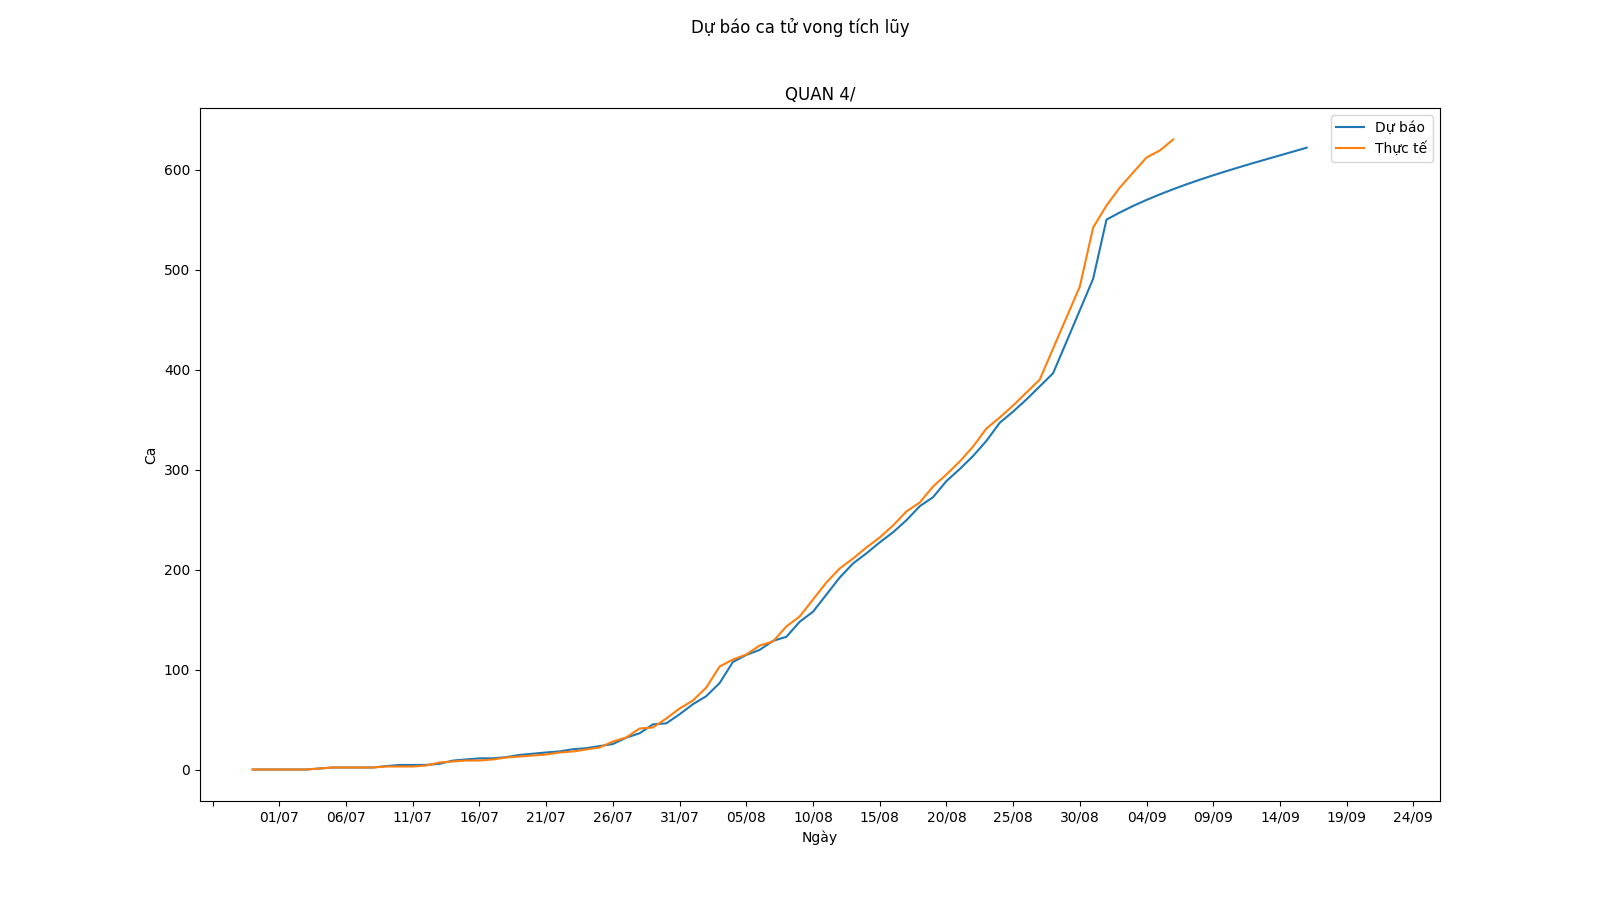 Dự báo ca tử vong tích lũy
QUAN 4/
Dự báo
Thực tế
600
500
400
300
200
100
0
Ca
01/07 06/07 11/07 16/07 21/07 26/07 31/07 05/08 10/08 15/08 20/08 25/08 30/08 04/09 09/09 14/09 19/09 24/09
Ngày